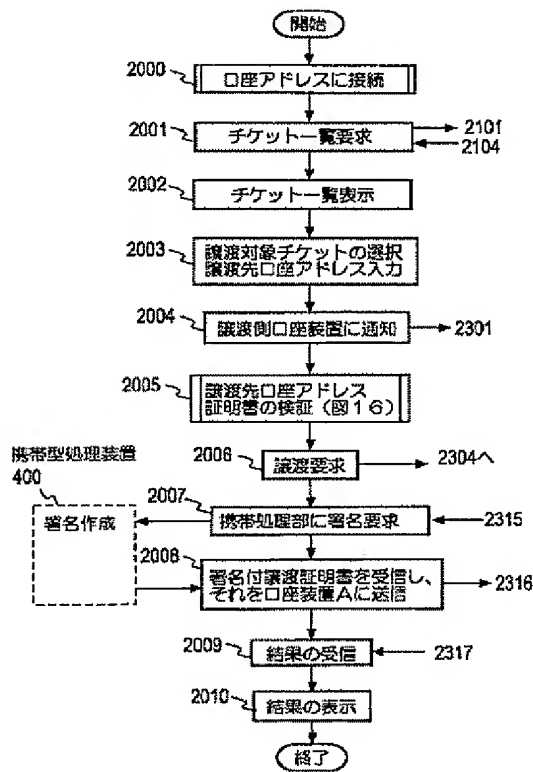 開始
2000
口座アドレスに接続
2001
チケット一覧要求
2101
2104
2002
チケット一覧表示
2003
譲渡対象チケットの選択
譲渡先口座アドレス入力
2004
譲渡側口座装置に通知
2301
2005
譲渡先口座アドレス
証明書の検証（図16）
2006
譲渡要求
2304へ
携帯型処理装置
400
署名作成
2007
携帯処理部に署名要求
2315
2008
署名付譲渡証明書を受信し、
それを口座装置Aに送信
2316
2009
結果の受信
2317
2010
結果の表示
終了